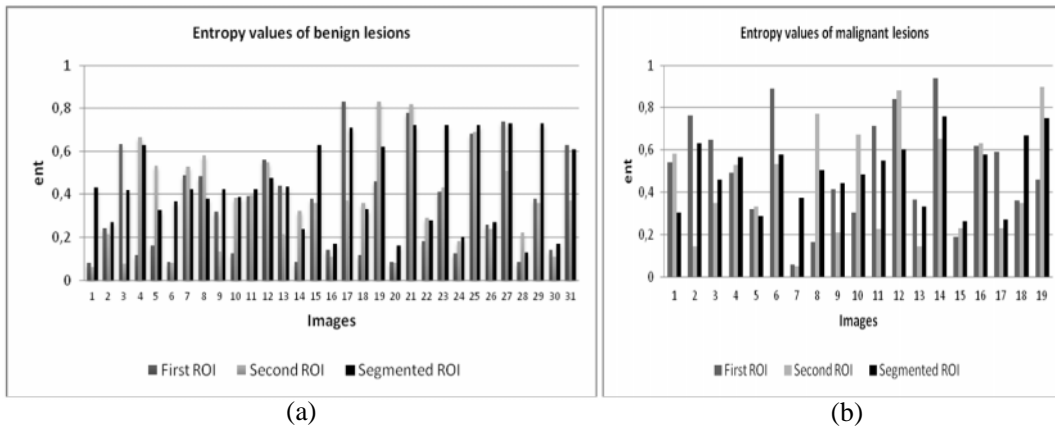 Entropy values of benign lesions
ent
1
0,8
0,6
0,4
0,2
0
1 2 3 4 5 6 7 8 9 10 11 12 13 14 15 16 17 18 19 20 21 22 23 24 25 26 27 28 29 30 31
Images
First ROI Second ROI Segmented ROI
(a)
Entropy values of malignant lesions
ent
1
0,8
0,6
0,4
0,2
0
1 2 3 4 5 6 7 8 9 10 11 12 13 14 15 16 17 18 19
Images
First ROI Second ROI Segmented ROI
(b)